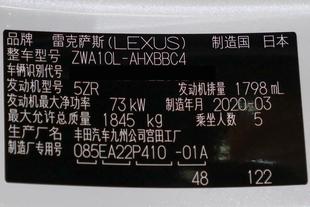 品牌 雷克萨斯(LEXUS) 制造国 日本
整车型号 ZWA10L-AHXBBC4
车辆识别代号
发动机型号 5ZR 发动机排量 1798 mL
发动机最大净功率 73 kW 制造年月 2020-03
最大允许总质量 1845 kg 乘坐人数 5
生产厂名 丰田汽车九州公司宫田工厂
制造厂专用号 085EA22P410 -01A
48 122